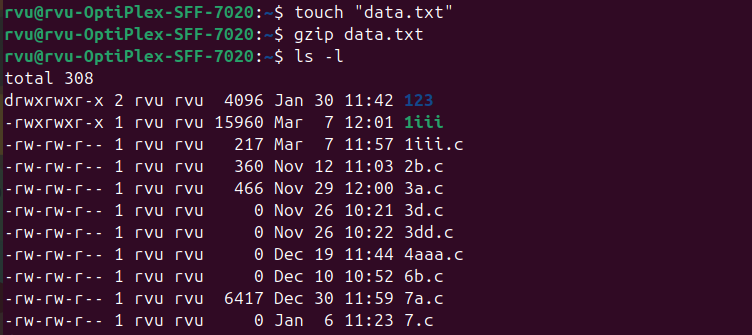 rvu@rvu-OptiPlex-SFF-7020:~$ touch "data.txt"
rvu@rvu-OptiPlex-SFF-7020:~$ gzip data.txt
rvu@rvu-OptiPlex-SFF-7020:~$ ls -l
total 308
drwxrwxr-x 2 rvu rvu  4096 Jan 30 11:42 123
-rwxrwxr-x 1 rvu rvu 15960 Mar  7 12:01 1iii
-rw-rw-r-- 1 rvu rvu   217 Mar  7 11:57 1iii.c
-rw-rw-r-- 1 rvu rvu   360 Nov 12 11:03 2b.c
-rw-rw-r-- 1 rvu rvu   466 Nov 29 12:00 3a.c
-rw-rw-r-- 1 rvu rvu     0 Nov 26 10:21 3d.c
-rw-rw-r-- 1 rvu rvu     0 Nov 26 10:22 3dd.c
-rw-rw-r-- 1 rvu rvu     0 Dec 19 11:44 4aaa.c
-rw-rw-r-- 1 rvu rvu     0 Dec 10 10:52 6b.c
-rw-rw-r-- 1 rvu rvu  6417 Dec 30 11:59 7a.c
-rw-rw-r-- 1 rvu rvu     0 Jan  6 11:23 7.c